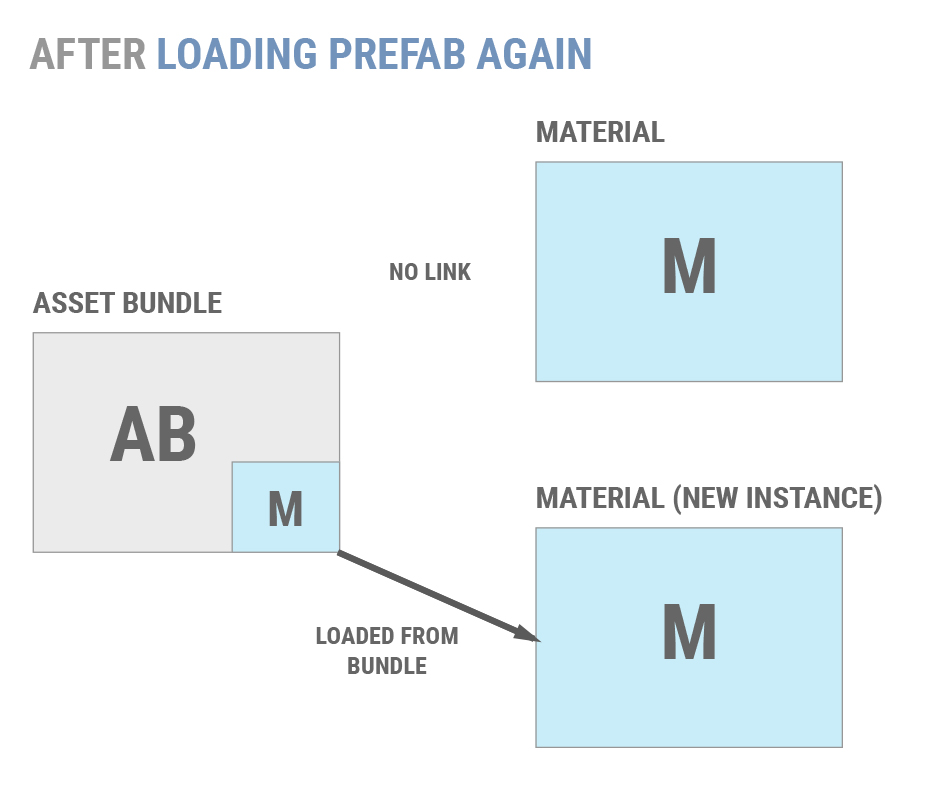 AFTER LOADING PREFAB AGAIN
MATERIAL
M
NO LINK
ASSET BUNDLE
AB
M
MATERIAL (NEW INSTANCE)
M
LOADED FROM
BUNDLE